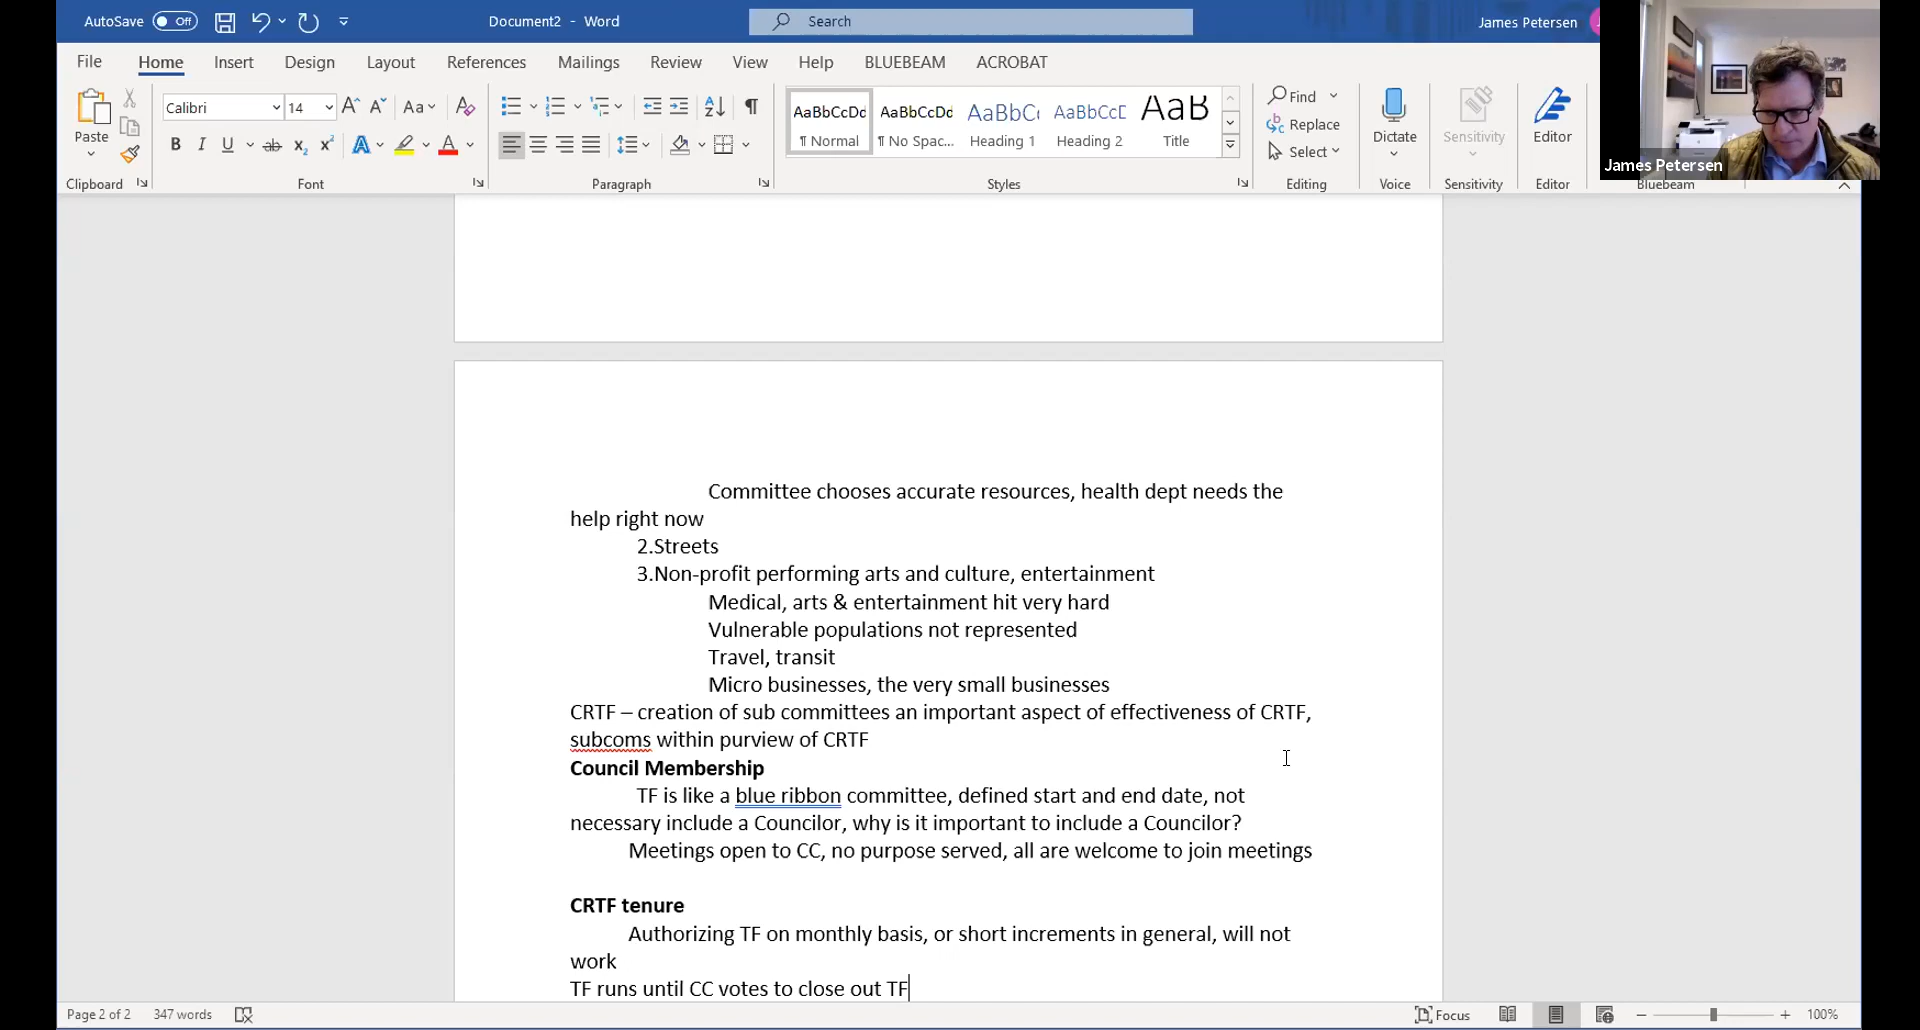 AutoSave Off Document2 - Word Search James Petersen
File Home Insert Design Layout References Mailings Review View Help BLUEBEAM ACROBAT
Paste
Calibri 14
Aa
B I U ab x₂ x² A A
AaBbCcDd AaBbCcDd AaBbCc AaBbCcD AaB
¶ Normal ¶ No Spac... Heading 1 Heading 2 Title
Find
Replace
Select
Dictate Sensitivity Editor
James Petersen
Clipboard Font Paragraph Styles Editing Voice Sensitivity Editor Bluebeam
Committee chooses accurate resources, health dept needs the
help right now
2.Streets
3.Non-profit performing arts and culture, entertainment
Medical, arts & entertainment hit very hard
Vulnerable populations not represented
Travel, transit
Micro businesses, the very small businesses
CRTF – creation of sub committees an important aspect of effectiveness of CRTF,
subcoms within purview of CRTF
Council Membership
TF is like a blue ribbon committee, defined start and end date, not
necessary include a Councilor, why is it important to include a Councilor?
Meetings open to CC, no purpose served, all are welcome to join meetings
CRTF tenure
Authorizing TF on monthly basis, or short increments in general, will not
work
TF runs until CC votes to close out TF
Page 2 of 2 347 words Focus 100%